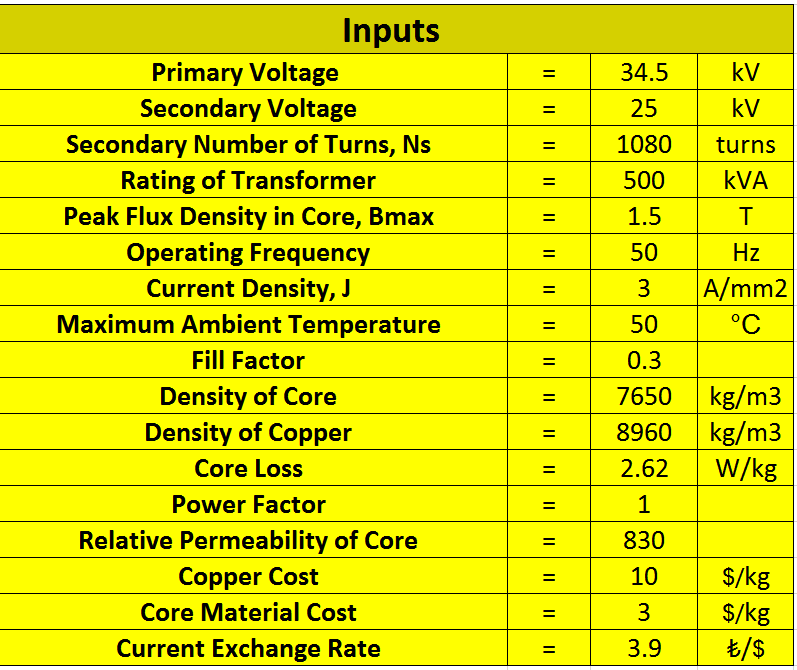 Inputs
Primary Voltage = 34.5 kV
Secondary Voltage = 25 kV
Secondary Number of Turns, Ns = 1080 turns
Rating of Transformer = 500 kVA
Peak Flux Density in Core, Bmax = 1.5 T
Operating Frequency = 50 Hz
Current Density, J = 3 A/mm2
Maximum Ambient Temperature = 50 °C
Fill Factor = 0.3
Density of Core = 7650 kg/m3
Density of Copper = 8960 kg/m3
Core Loss = 2.62 W/kg
Power Factor = 1
Relative Permeability of Core = 830
Copper Cost = 10 $/kg
Core Material Cost = 3 $/kg
Current Exchange Rate = 3.9 ₺/$